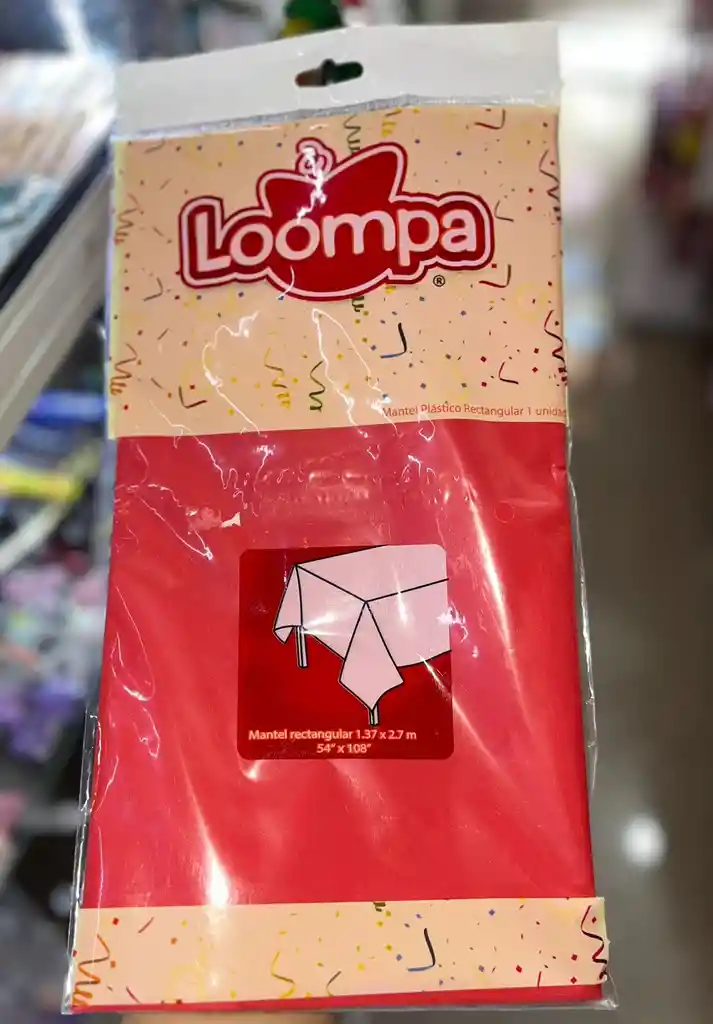 Loompa
®
Mantel Plástico Rectangular 1 unidad
Mantel rectangular 1.37 x 2.7 m
54” x 108”